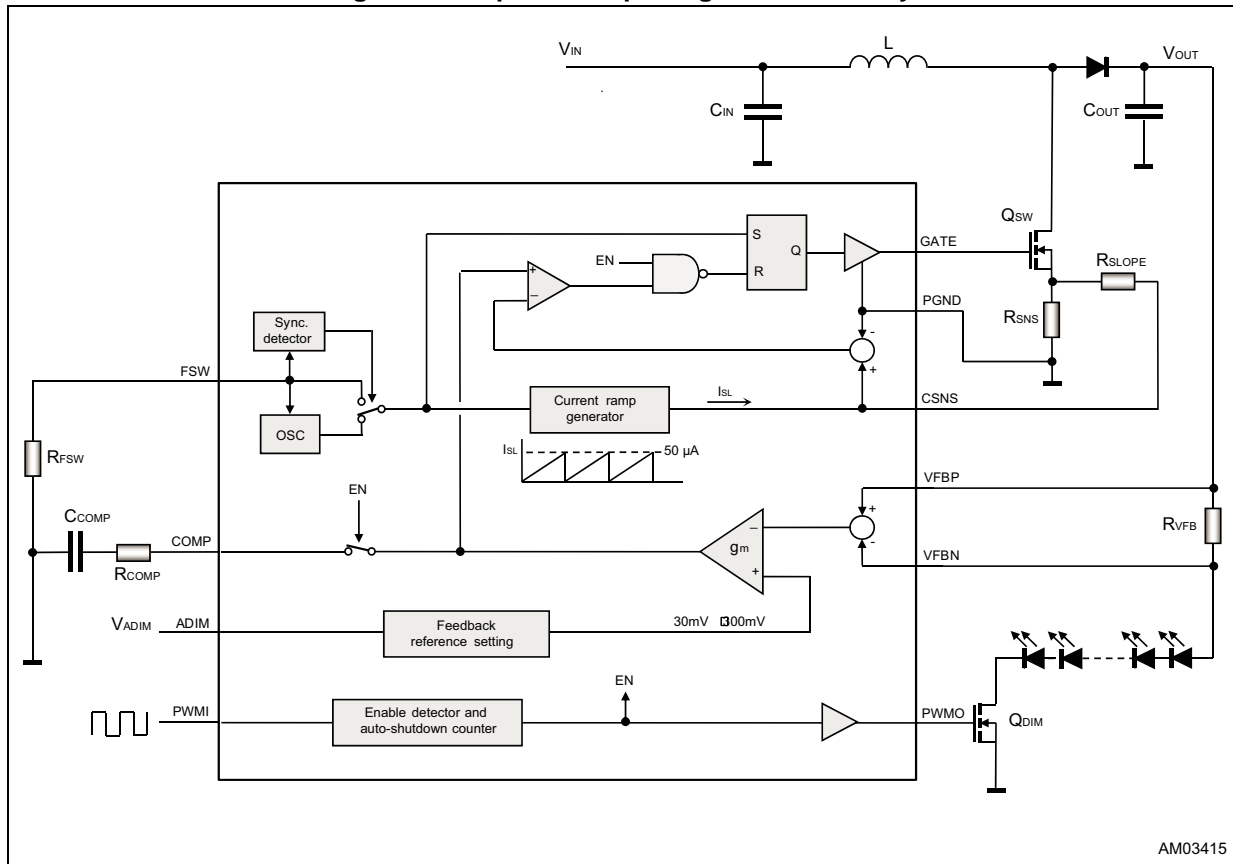 L
VIN
VOUT
CIN
COUT
QSW
S
Q
R
EN
GATE
RSLOPE
+
−
PGND
RSNS
-
+
Sync.
detector
FSW
OSC
Current ramp
generator
ISL
CSNS
RFSW
ISL
50 µA
EN
VFBP
CCOMP
COMP
RCOMP
gm
−
+
+
-
RVFB
VFBN
VADIM
ADIM
Feedback
reference setting
30mV 300mV
EN
PWMI
Enable detector and
auto-shutdown counter
PWMO
QDIM
AM03415